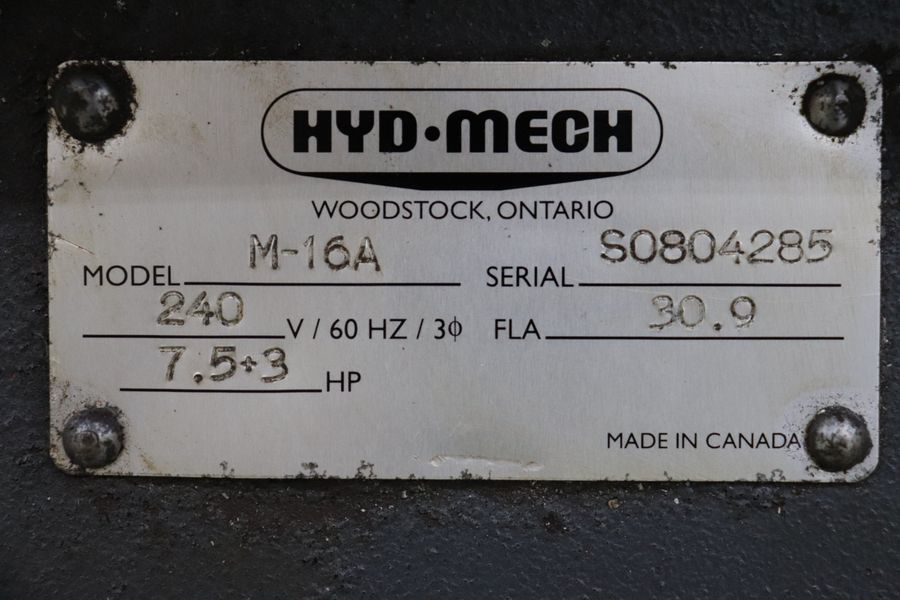 HYD·MECH
WOODSTOCK, ONTARIO
MODEL M-16A SERIAL S0804285
240 V / 60 HZ / 3ϕ FLA 30.9
7.5+3 HP
MADE IN CANADA